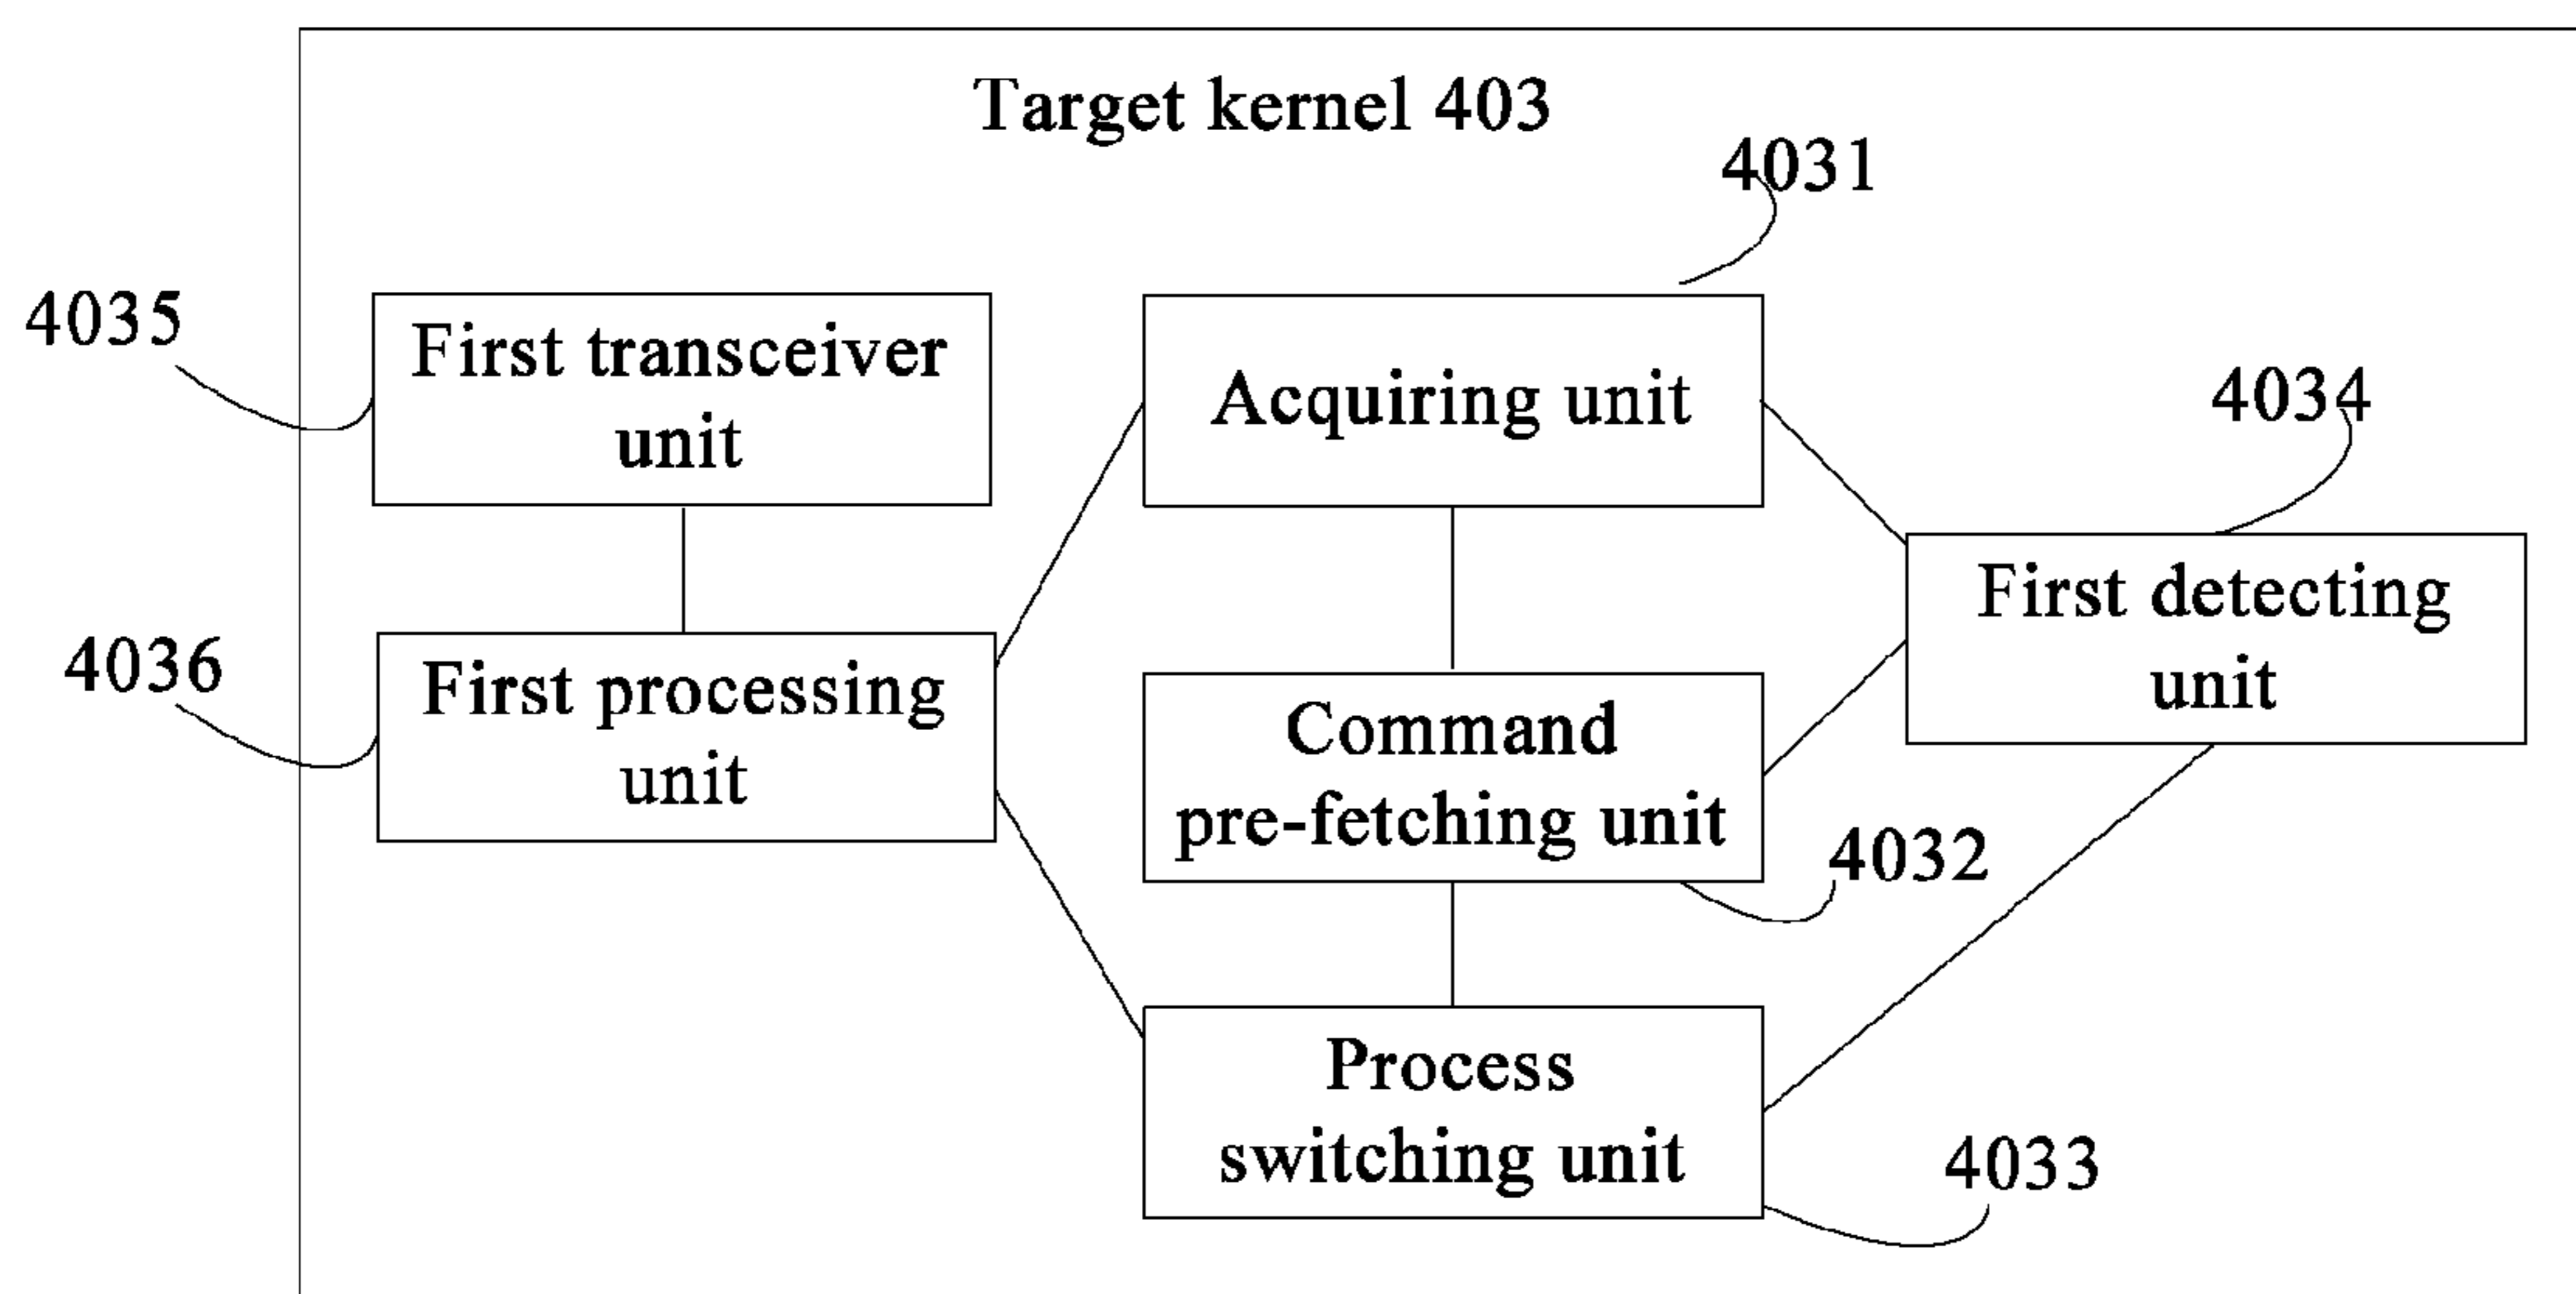 Target kernel 403
4031
4035
First transceiver
unit
Acquiring unit
4034
First detecting
unit
4036
First processing
unit
Command
pre-fetching unit
4032
Process
switching unit
4033